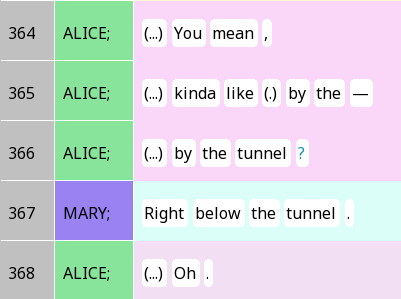 364 ALICE; (...) You mean ,
365 ALICE; (...) kinda like (.) by the —
366 ALICE; (...) by the tunnel ?
367 MARY; Right below the tunnel .
368 ALICE; (...) Oh .